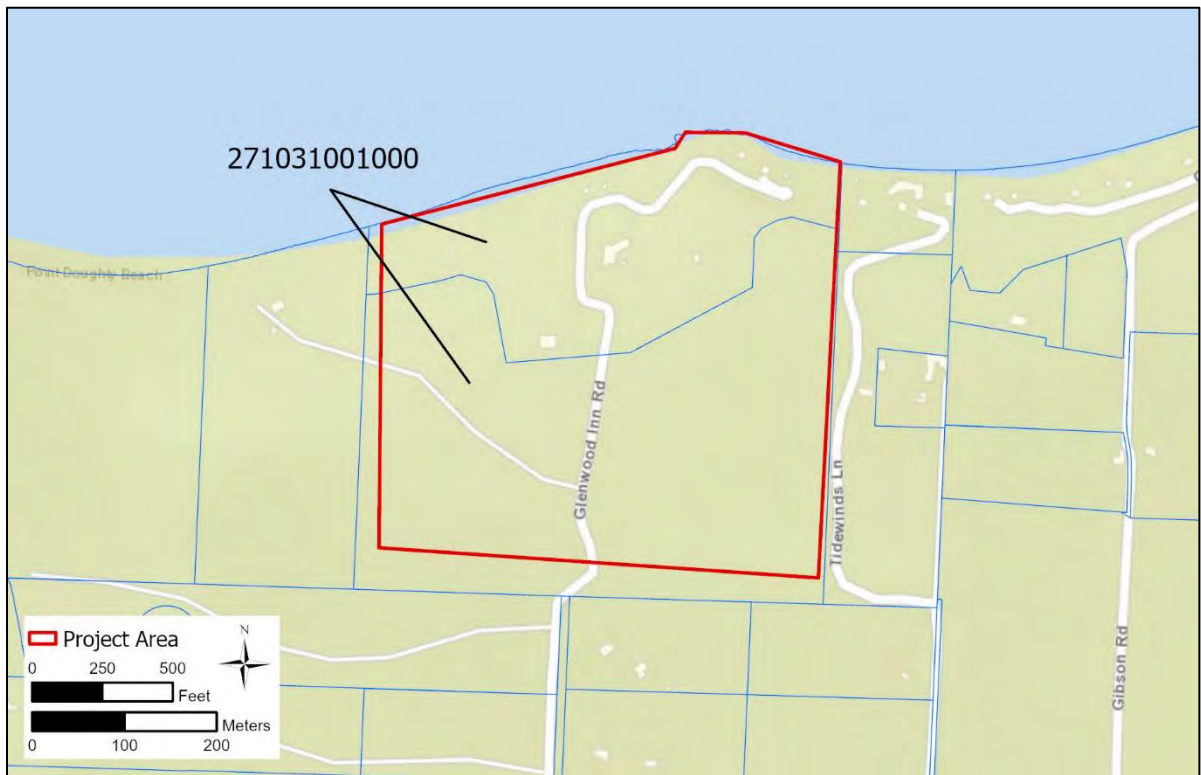 271031001000
Point Doughty Beach
Glenwood Inn Rd
Tidewinds Ln
Gibson Rd
Project Area
N
0 250 500
Feet
Meters
0 100 200